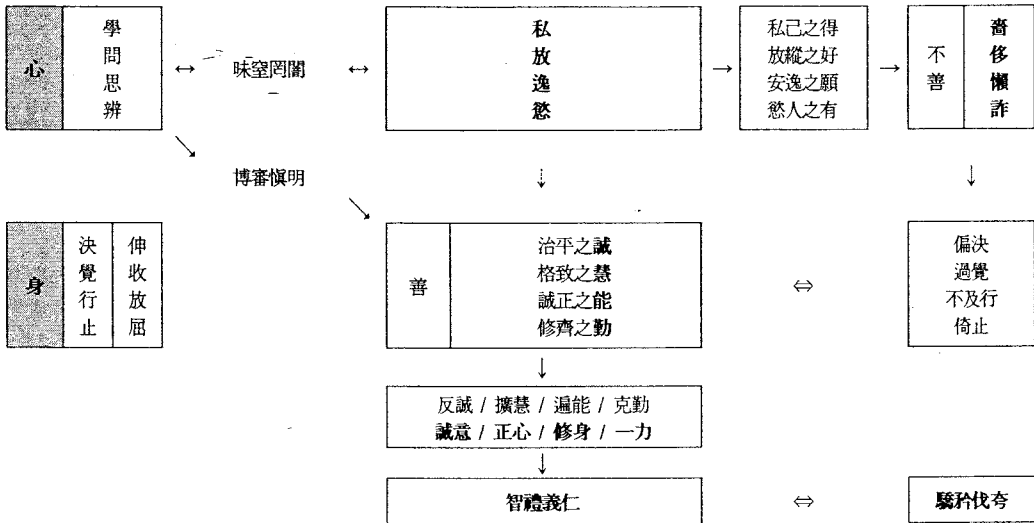 心
學
問
思
辨
↔
昧窒罔闇
↔
私
放
逸
慾
→
私己之得
放縱之好
安逸之願
慾人之有
→
不
善
嗇
侈
懶
詐
博審愼明
身
決
覺
行
止
伸
收
放
屈
善
治平之誠
格致之慧
誠正之能
修齊之勤
⇔
偏決
過覺
不及行
倚止
反誠 / 擴慧 / 遍能 / 克勤
誠意 / 正心 / 修身 / 一力
智禮義仁
⇔
驕矜伐夸